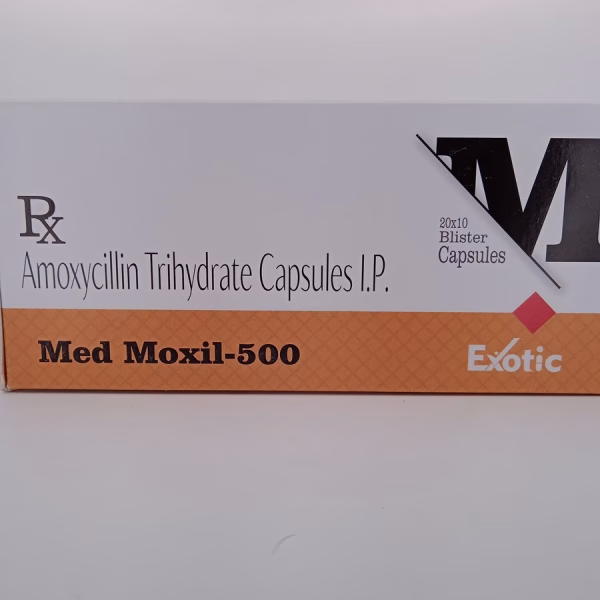 Rx
Amoxycillin Trihydrate Capsules I.P.
Med Moxil-500
M
20x10
Blister
Capsules
Exotic